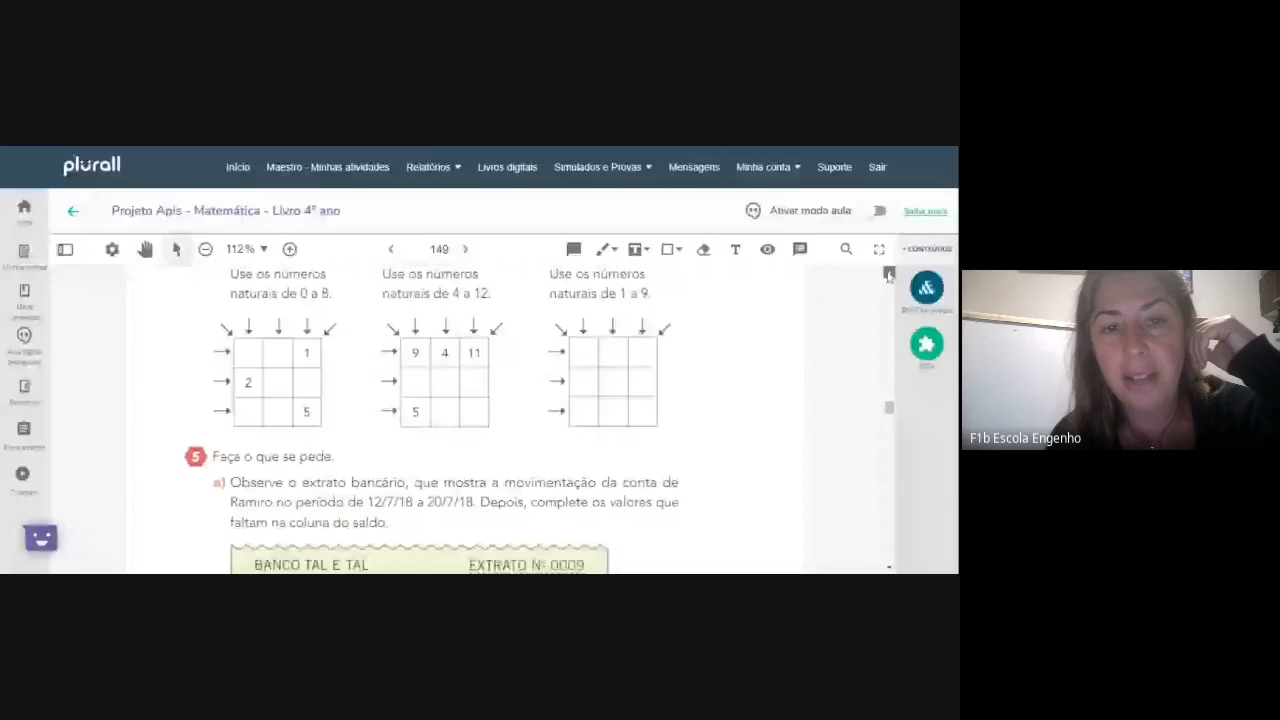 plurall
Início Maestro - Minhas atividades Relatórios Livros digitais Simulados e Provas Mensagens Minha conta Suporte Sair
Projeto Apis - Matemática - Livro 4º ano
Ativar modo aula
Saiba mais
112%
149
T
+ CONTEÚDOS
Use os números
naturais de 0 a 8.
Use os números
naturais de 4 a 12.
Use os números
naturais de 1 a 9.
1
2
5
9 4 11
5
5 Faça o que se pede.
a) Observe o extrato bancário, que mostra a movimentação da conta de
Ramiro no período de 12/7/18 a 20/7/18. Depois, complete os valores que
faltam na coluna do saldo.
BANCO TAL E TAL EXTRATO Nº 0009
F1b Escola Engenho